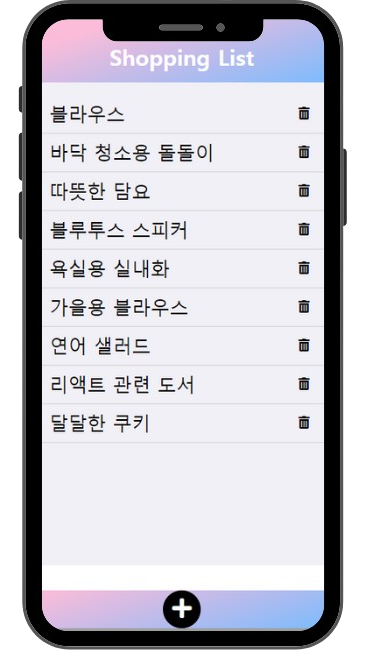 Shopping List
블라우스
바닥 청소용 돌돌이
따뜻한 담요
블루투스 스피커
욕실용 실내화
가을용 블라우스
연어 샐러드
리액트 관련 도서
달달한 쿠키